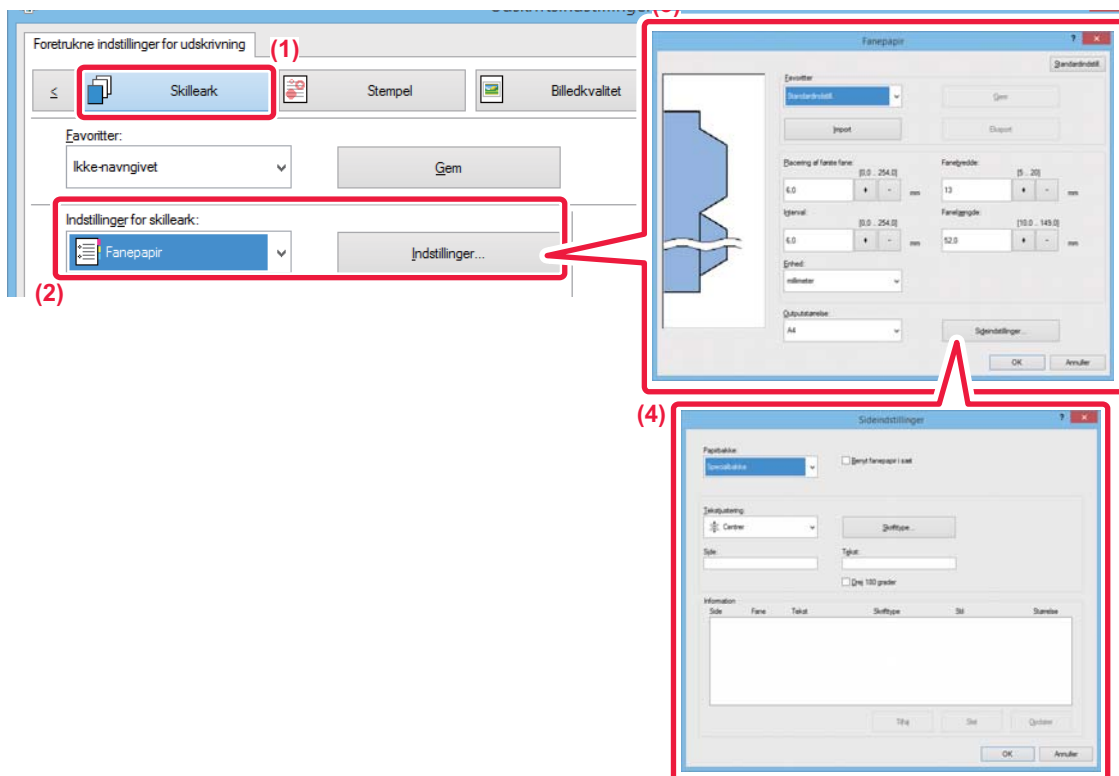 Udskriftsindstillinger
Foretrukne indstillinger for udskrivning
(1)
< Skilleark Stempel Billedkvalitet
Favoritter:
Ikke-navngivet Gem
Indstillinger for skilleark:
Fanepapir Indstillinger...
(2)
(3)
Fanepapir ?
Standardindstill.
Favoritter
Standardindstill. Gem
Import Eksport
Placering af første fane: Fanebredde:
[0,0 .. 254,0] [5 .. 20]
6,0 + - mm 13 + - mm
Interval: Fanelængde:
[0,0 .. 254,0] [10,0 .. 149,0]
6,0 + - mm 52,0 + - mm
Enhed:
millimeter
Outputstørrelse:
A4 Sideindstillinger...
OK Annuller
(4)
Sideindstillinger ?
Papirbakke:
Specialbakke Benyt fanepapir i sæt
Tekstjustering:
Centrer Skrifttype...
Side: Tekst:
Drej 180 grader
Information
Side Fane Tekst Skrifttype Stil Størrelse
Tilføj Slet Opdater
OK Annuller